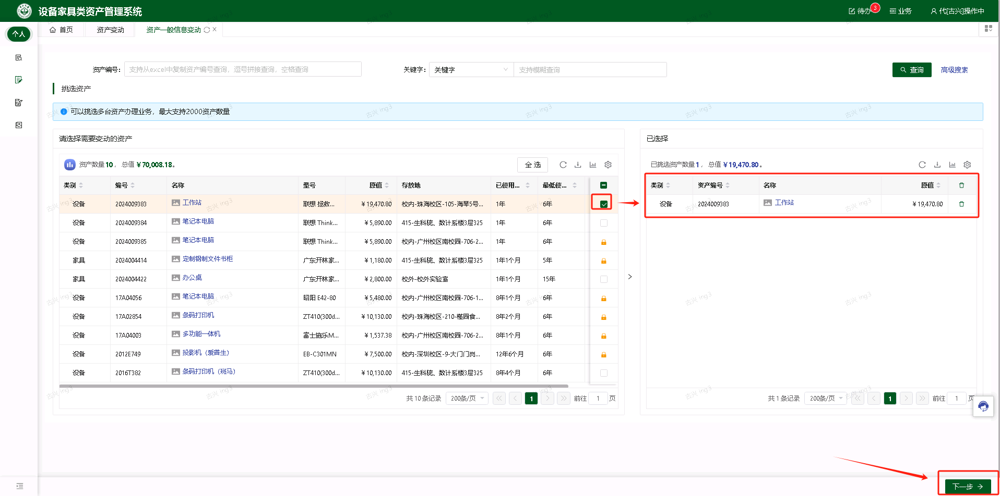 设备家具类资产管理系统
待办 3 业务 代[古兴]操作中
个人 首页 资产变动 资产一般信息变动
资产编号： 支持从excel中复制资产编号查询，逗号拼接查询，空格查询 关键字： 关键字 支持模糊查询 查询 高级搜索
挑选资产
可以挑选多台资产办理业务，最大支持2000资产数量
请选择需要变动的资产 已选择
资产数量10， 总值￥70,008.18。 全 选 已挑选资产数量1， 总值￥19,470.80。
类别 编号 名称 型号 原值 存放地 已使用... 最低使... 类别 资产编号 名称 原值
设备 2024009383 工作站 联想 拯救... ￥19,470.80 校内-珠海校区-105-海琴5号... 1年 6年 设备 2024009383 工作站 ￥19,470.80
设备 2024009384 笔记本电脑 联想 Think... ￥5,890.00 415-生科院、数计系楼3层325 1年 6年
设备 2024009385 笔记本电脑 联想 Think... ￥5,890.00 校内-广州校区南校园-706-2... 1年 6年
家具 2024004414 定制钢制文件书柜 广东开林家... ￥1,180.00 415-生科院、数计系楼3层325 1年1个月 5年
家具 2024004422 办公桌 广东开林家... ￥2,800.00 校外-校外实验室 1年1个月 15年
设备 17A04056 笔记本电脑 昭阳 E42-80 ￥5,480.00 校内-广州校区南校园-706-1... 8年1个月 6年
设备 17A02854 条码打印机 ZT410(300d... ￥10,130.00 校内-珠海校区-210-榕园食... 8年2个月 6年
设备 17A04003 多功能一体机 富士施乐M... ￥1,537.38 校内-广州校区南校园-706-2... 8年1个月 6年
设备 2012E749 投影机（爱普生） EB-C301MN ￥7,500.00 校内-深圳校区-9-大门门岗... 12年6个月 6年
设备 2016T382 条码打印机（斑马） ZT410(300d... ￥10,130.00 415-生科院、数计系楼3层325 8年4个月 6年
共 10 条记录 200条/页 1 前往 1 页 共 1 条记录 200条/页 1 前往 1 页
下一步
古兴 ing3